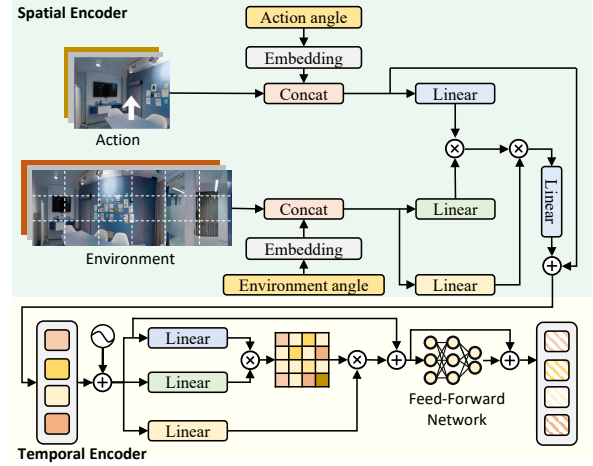 Spatial Encoder
Action angle
Embedding
Concat
Linear
Action
Linear
Concat
Linear
Embedding
Environment
Environment angle
Linear
Linear
Linear
Linear
Feed-Forward
Network
Temporal Encoder